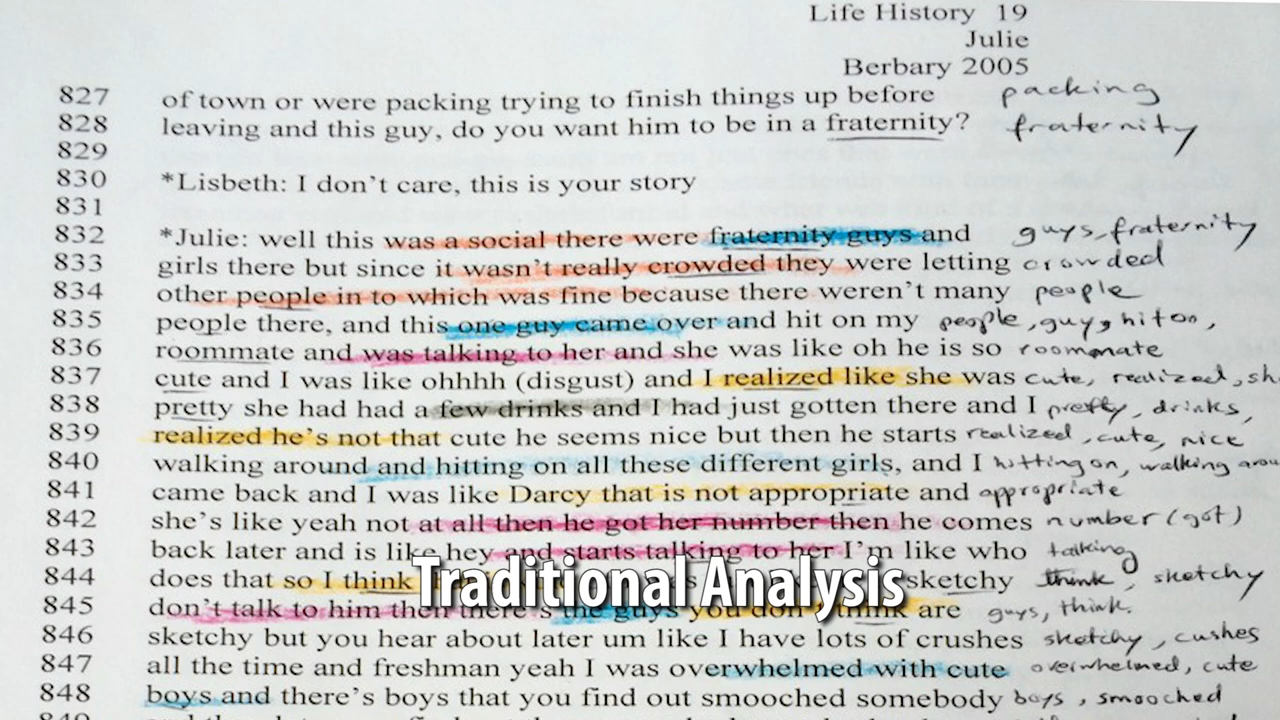 Life History 19
Julie
Berbary 2005
827 of town or were packing trying to finish things up before packing
828 leaving and this guy, do you want him to be in a fraternity? fraternity
829
830 *Lisbeth: I don't care, this is your story
831
832 *Julie: well this was a social there were fraternity guys and guys, fraternity
833 girls there but since it wasn't really crowded they were letting crowded
834 other people in to which was fine because there weren't many people
835 people there, and this one guy came over and hit on my people, guy, hit on,
836 roommate and was talking to her and she was like oh he is so roommate
837 cute and I was like ohhhh (disgust) and I realized like she was cute, realized, sh
838 pretty she had had a few drinks and I had just gotten there and I pretty, drinks,
839 realized he's not that cute he seems nice but then he starts realized, cute, nice
840 walking around and hitting on all these different girls, and I hitting on, walking arou
841 came back and I was like Darcy that is not appropriate and appropriate
842 she's like yeah not at all then he got her number then he comes number (got)
843 back later and is like hey and starts talking to her I'm like who talking
844 does that so I think sketchy think, sketchy
Traditional Analysis
845 don't talk to him then there's the guys you don't think are guys, think.
846 sketchy but you hear about later um like I have lots of crushes sketchy, cushes
847 all the time and freshman yeah I was overwhelmed with cute overwhelmed, cute
848 boys and there's boys that you find out smooched somebody boys, smooched